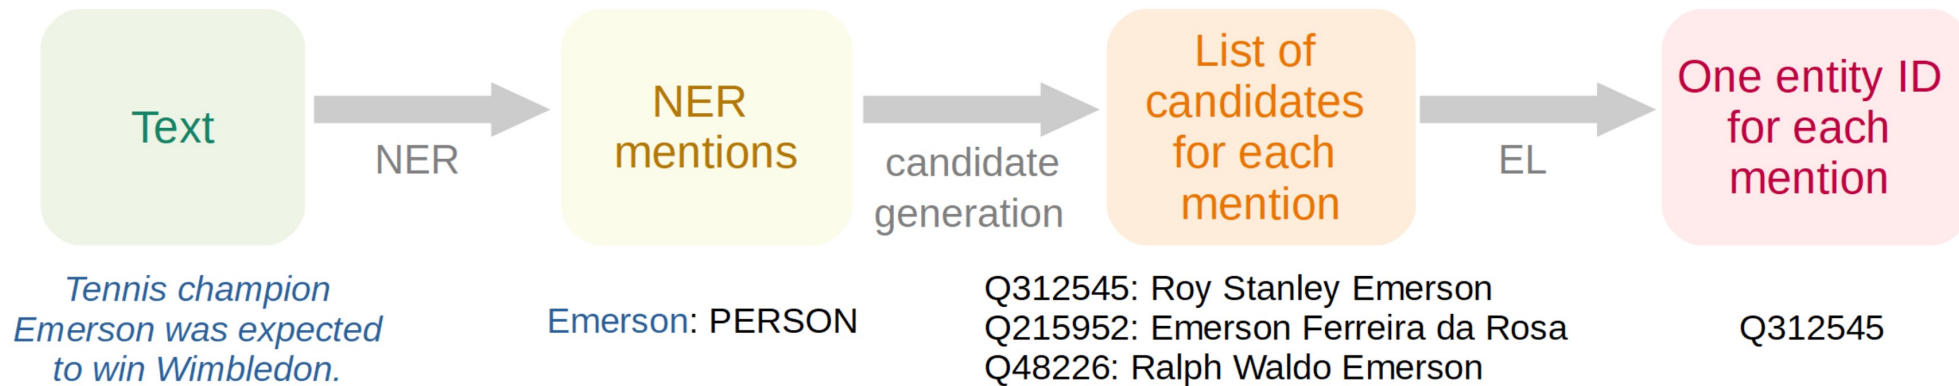 Text
NER
NER
mentions
candidate
generation
List of
candidates
for each
mention
EL
One entity ID
for each
mention
Tennis champion
Emerson was expected
to win Wimbledon.
Emerson: PERSON
Q312545: Roy Stanley Emerson
Q215952: Emerson Ferreira da Rosa
Q48226: Ralph Waldo Emerson
Q312545